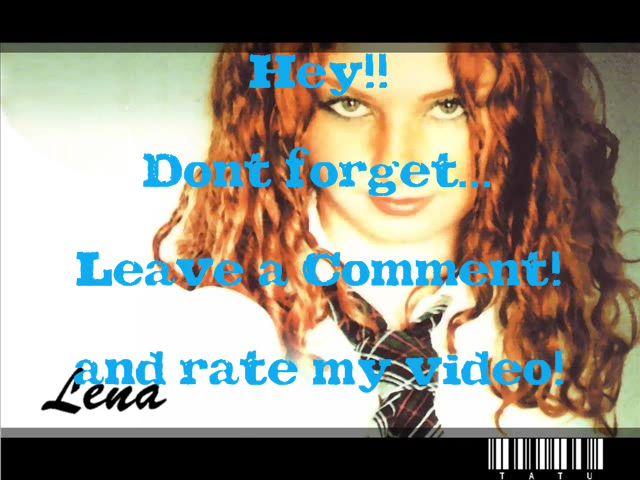 Hey!!
Dont forget...
Leave a Comment!
and rate my video!
Lena
TATU